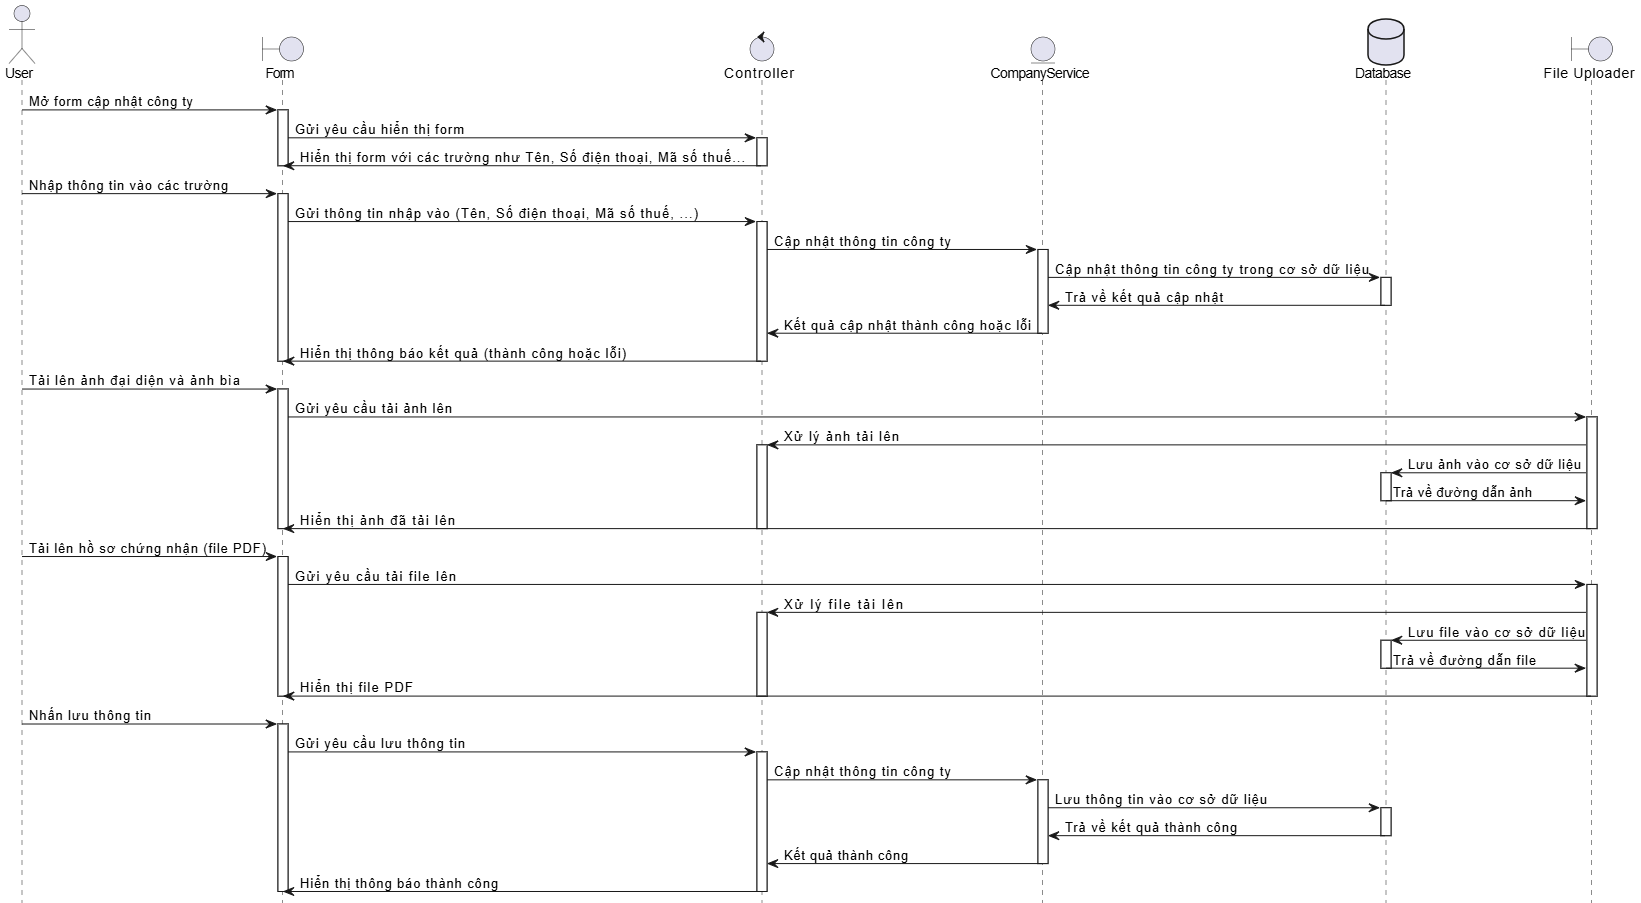 User
Form
Controller
CompanyService
Database
File Uploader
Mở form cập nhật công ty
Gửi yêu cầu hiển thị form
Hiển thị form với các trường như Tên, Số điện thoại, Mã số thuế...
Nhập thông tin vào các trường
Gửi thông tin nhập vào (Tên, Số điện thoại, Mã số thuế, ...)
Cập nhật thông tin công ty
Cập nhật thông tin công ty trong cơ sở dữ liệu
Trả về kết quả cập nhật
Kết quả cập nhật thành công hoặc lỗi
Hiển thị thông báo kết quả (thành công hoặc lỗi)
Tải lên ảnh đại diện và ảnh bìa
Gửi yêu cầu tải ảnh lên
Xử lý ảnh tải lên
Lưu ảnh vào cơ sở dữ liệu
Trả về đường dẫn ảnh
Hiển thị ảnh đã tải lên
Tải lên hồ sơ chứng nhận (file PDF)
Gửi yêu cầu tải file lên
Xử lý file tải lên
Lưu file vào cơ sở dữ liệu
Trả về đường dẫn file
Hiển thị file PDF
Nhấn lưu thông tin
Gửi yêu cầu lưu thông tin
Cập nhật thông tin công ty
Lưu thông tin vào cơ sở dữ liệu
Trả về kết quả thành công
Kết quả thành công
Hiển thị thông báo thành công